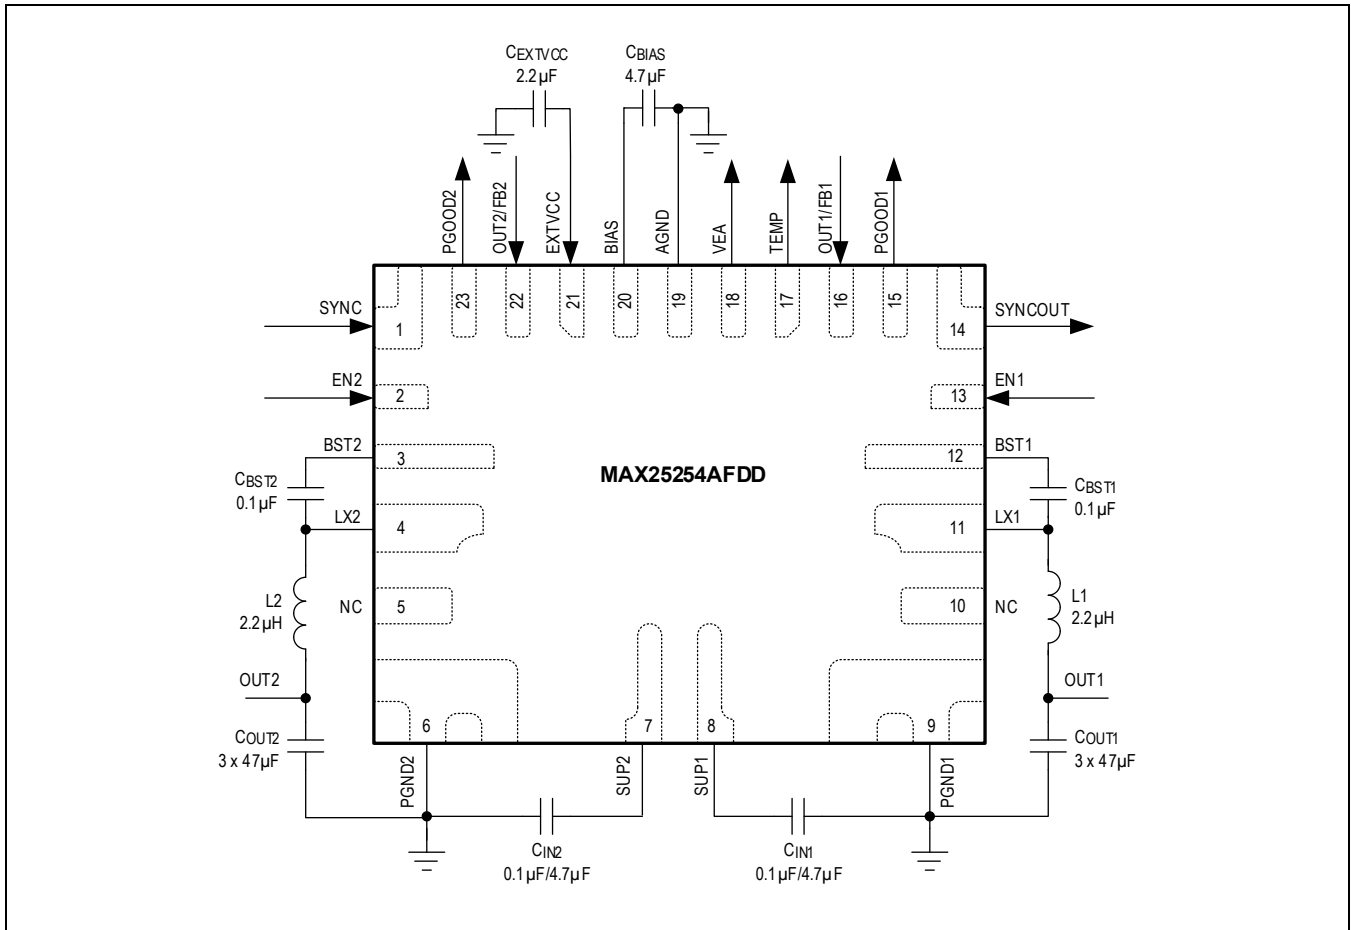 CEXTVCC
2.2µF
CBIAS
4.7µF
PGOOD2
OUT2/FB2
EXTVCC
BIAS
AGND
VEA
TEMP
OUT1/FB1
PGOOD1
23
22
21
20
19
18
17
16
15
SYNC
1
14
SYNCOUT
EN2
2
13
EN1
BST2
3
12
BST1
MAX25254AFDD
CBST2
0.1µF
CBST1
0.1µF
LX2
4
11
LX1
L2
2.2µH
NC
5
10
NC
L1
2.2µH
OUT2
OUT1
COUT2
3 x 47µF
6
7
8
9
COUT1
3 x 47µF
PGND2
SUP2
SUP1
PGND1
CIN2
0.1µF/4.7µF
CIN1
0.1µF/4.7µF